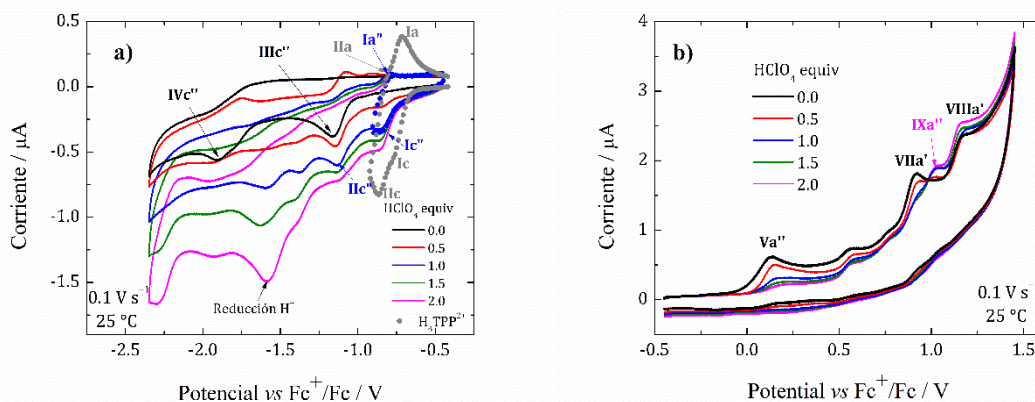 a)
IVc"
IIIc"
IIa
Ia"
Ia
Ic"
Ic
IIc"
IIc
HClO₄ equiv
0.0
0.5
1.0
1.5
2.0
H₄TPP²⁺
Reducción H⁻
0.1 V s⁻¹
25 °C
0.5
0.0
-0.5
-1.0
-1.5
Corriente / µA
-2.5 -2.0 -1.5 -1.0 -0.5
Potencial vs Fc⁺/Fc / V
b)
HClO₄ equiv
0.0
0.5
1.0
1.5
2.0
Va"
VIIa'
IXa"
VIIIa'
0.1 V s⁻
25 °C
4
3
2
1
0
Corriente / µA
-0.5 0.0 0.5 1.0 1.5
Potential vs Fc⁺/Fc / V